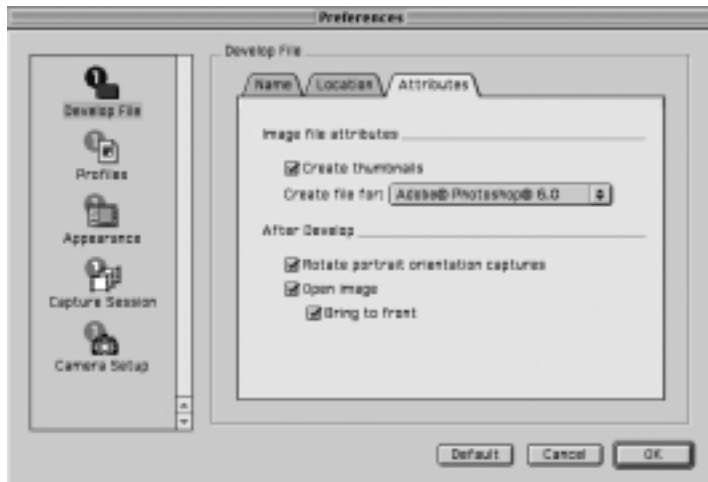 Preferences
Develop File
Profiles
Appearance
Capture Session
Camera Setup
Develop File
Name
Location
Attributes
Image file attributes
Create thumbnails
Create file for: Adobe® Photoshop® 6.0
After Develop
Rotate portrait orientation captures
Open image
Bring to front
Default
Cancel
OK